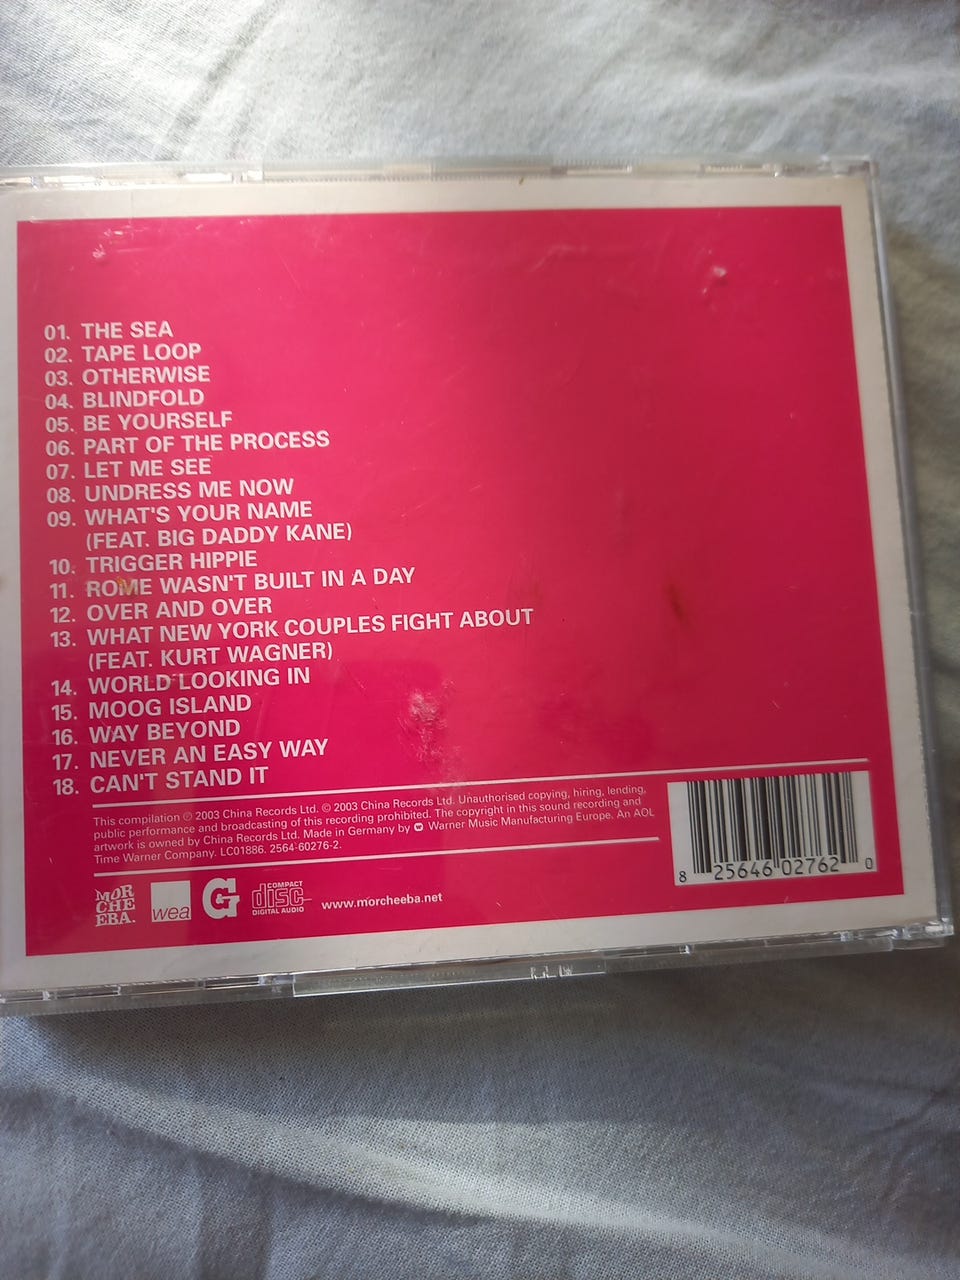 01. THE SEA
02. TAPE LOOP
03. OTHERWISE
04. BLINDFOLD
05. BE YOURSELF
06. PART OF THE PROCESS
07. LET ME SEE
08. UNDRESS ME NOW
09. WHAT'S YOUR NAME
(FEAT. BIG DADDY KANE)
10. TRIGGER HIPPIE
11. ROME WASN'T BUILT IN A DAY
12. OVER AND OVER
13. WHAT NEW YORK COUPLES FIGHT ABOUT
(FEAT. KURT WAGNER)
14. WORLD LOOKING IN
15. MOOG ISLAND
16. WAY BEYOND
17. NEVER AN EASY WAY
18. CAN'T STAND IT
This compilation ℗ 2003 China Records Ltd. © 2003 China Records Ltd. Unauthorised copying, hiring, lending,
public performance and broadcasting of this recording prohibited. The copyright in this sound recording and
artwork is owned by China Records Ltd. Made in Germany by Warner Music Manufacturing Europe. An AOL
Time Warner Company. LC01886. 2564-60276-2.
8 25646 02762 0
MOR
CHE
EBA.
wea
G
COMPACT
disc
DIGITAL AUDIO
www.morcheeba.net